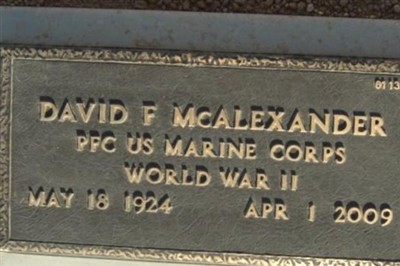 DAVID F McALEXANDER
PFC US MARINE CORPS
WORLD WAR II
MAY 18 1924 APR 1 2009